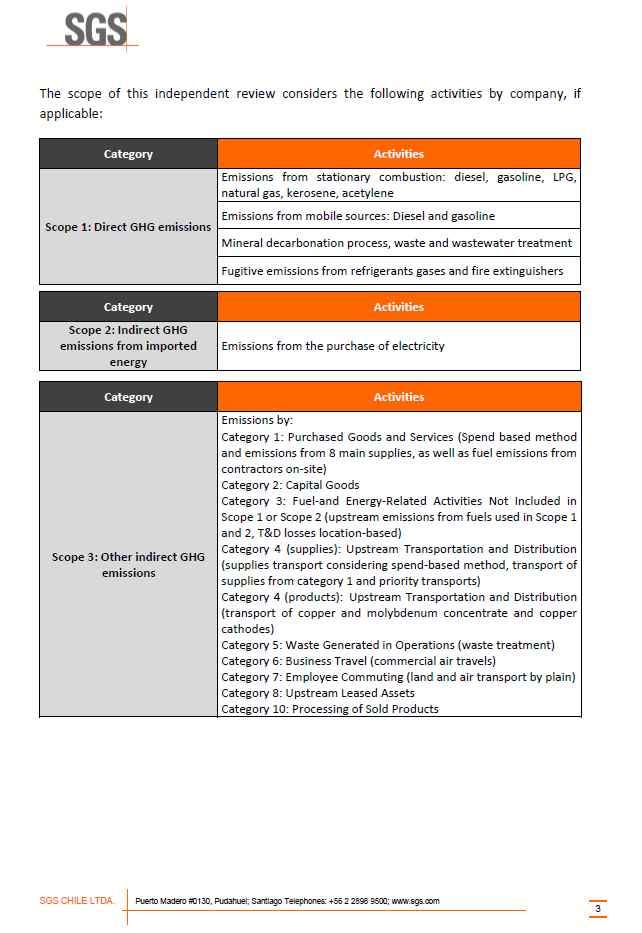 SGS
The scope of this independent review considers the following activities by company, if
applicable:
Category
Activities
Scope 1: Direct GHG emissions
Emissions from stationary combustion: diesel, gasoline, LPG,
natural gas, kerosene, acetylene
Emissions from mobile sources: Diesel and gasoline
Mineral decarbonation process, waste and wastewater treatment
Fugitive emissions from refrigerants gases and fire extinguishers
Category
Activities
Scope 2: Indirect GHG
emissions from imported
energy
Emissions from the purchase of electricity
Category
Activities
Scope 3: Other indirect GHG
emissions
Emissions by:
Category 1: Purchased Goods and Services (Spend based method
and emissions from 8 main supplies, as well as fuel emissions from
contractors on-site)
Category 2: Capital Goods
Category 3: Fuel-and Energy-Related Activities Not Included in
Scope 1 or Scope 2 (upstream emissions from fuels used in Scope 1
and 2, T&D losses location-based)
Category 4 (supplies): Upstream Transportation and Distribution
(supplies transport considering spend-based method, transport of
supplies from category 1 and priority transports)
Category 4 (products): Upstream Transportation and Distribution
(transport of copper and molybdenum concentrate and copper
cathodes)
Category 5: Waste Generated in Operations (waste treatment)
Category 6: Business Travel (commercial air travels)
Category 7: Employee Commuting (land and air transport by plain)
Category 8: Upstream Leased Assets
Category 10: Processing of Sold Products
SGS CHILE LTDA.
Puerto Madero #0130, Pudahuel; Santiago Telephones: +56 2 2898 9500; www.sgs.com
3